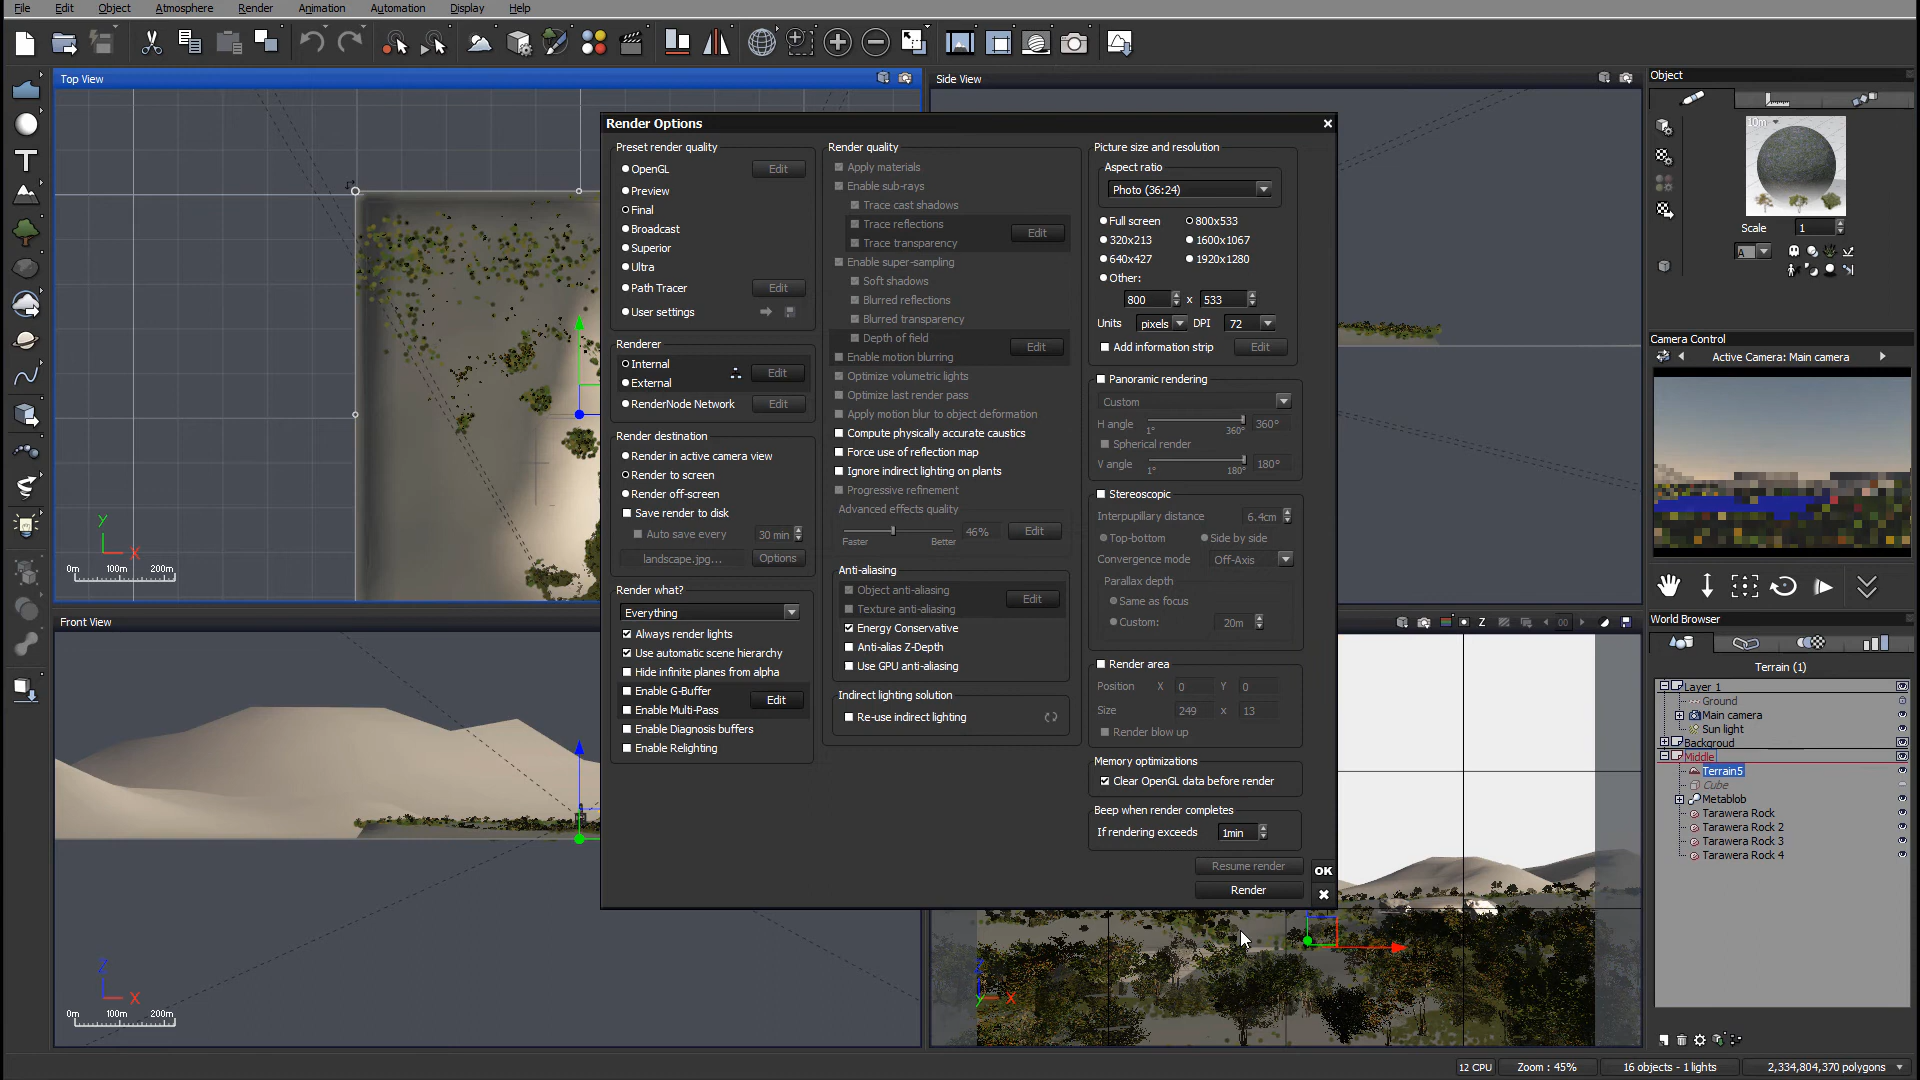 File Edit Object Atmosphere Render Animation Automation Display Help
Top View
Side View
Front View
Y
X
0m 100m 200m
Z
X
0m 100m 200m
Render Options
Preset render quality
OpenGL Edit
Preview
Final
Broadcast
Superior
Ultra
Path Tracer Edit
User settings
Renderer
Internal Edit
External
RenderNode Network Edit
Render destination
Render in active camera view
Render to screen
Render off-screen
Save render to disk
Auto save every 30 min
landscape.jpg... Options
Render what?
Everything
Always render lights
Use automatic scene hierarchy
Hide infinite planes from alpha
Enable G-Buffer
Edit
Enable Multi-Pass
Enable Diagnosis buffers
Enable Relighting
Render quality
Apply materials
Enable sub-rays
Trace cast shadows
Trace reflections
Edit
Trace transparency
Enable super-sampling
Soft shadows
Blurred reflections
Blurred transparency
Depth of field
Edit
Enable motion blurring
Optimize volumetric lights
Optimize last render pass
Apply motion blur to object deformation
Compute physically accurate caustics
Force use of reflection map
Ignore indirect lighting on plants
Progressive refinement
Advanced effects quality
46% Edit
Faster Better
Anti-aliasing
Object anti-aliasing
Edit
Texture anti-aliasing
Energy Conservative
Anti-alias Z-Depth
Use GPU anti-aliasing
Indirect lighting solution
Re-use indirect lighting
Picture size and resolution
Aspect ratio
Photo (36:24)
Full screen 800x533
320x213 1600x1067
640x427 1920x1280
Other:
800 x 533
Units pixels DPI 72
Add information strip Edit
Panoramic rendering
Custom
H angle 360°
1° 360°
Spherical render
V angle 180°
1° 180°
Stereoscopic
Interpupillary distance 6.4cm
Top-bottom Side by side
Convergence mode Off-Axis
Parallax depth
Same as focus
Custom: 20m
Render area
Position X 0 Y 0
Size 249 x 13
Render blow up
Memory optimizations
Clear OpenGL data before render
Beep when render completes
If rendering exceeds 1min
Resume render
OK
Render
Z
Z
Y
X
Object
10m
Scale 1
A
Camera Control
Active Camera: Main camera
World Browser
Terrain (1)
Layer 1
Ground
Main camera
Sun light
Backgroud
Middle
Terrain5
Cube
Metablob
Tarawera Rock
Tarawera Rock 2
Tarawera Rock 3
Tarawera Rock 4
12 CPU Zoom : 45% 16 objects - 1 lights 2,334,804,370 polygons